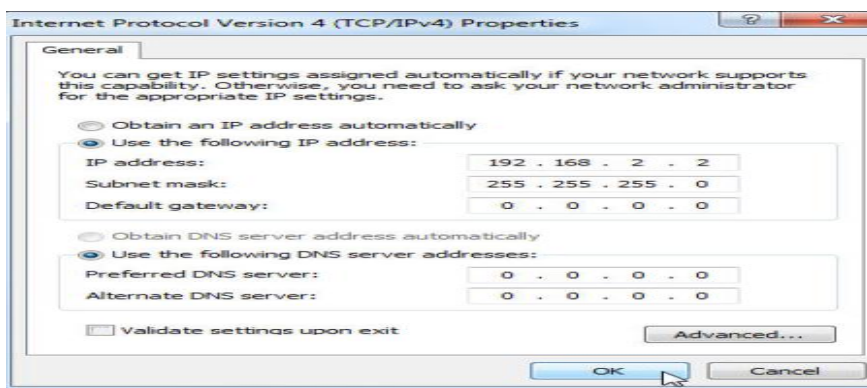 Internet Protocol Version 4 (TCP/IPv4) Properties
General
You can get IP settings assigned automatically if your network supports
this capability. Otherwise, you need to ask your network administrator
for the appropriate IP settings.
Obtain an IP address automatically
Use the following IP address:
IP address: 192 . 168 . 2 . 2
Subnet mask: 255 . 255 . 255 . 0
Default gateway: 0 . 0 . 0 . 0
Obtain DNS server address automatically
Use the following DNS server addresses:
Preferred DNS server: 0 . 0 . 0 . 0
Alternate DNS server: 0 . 0 . 0 . 0
Validate settings upon exit
Advanced...
OK Cancel